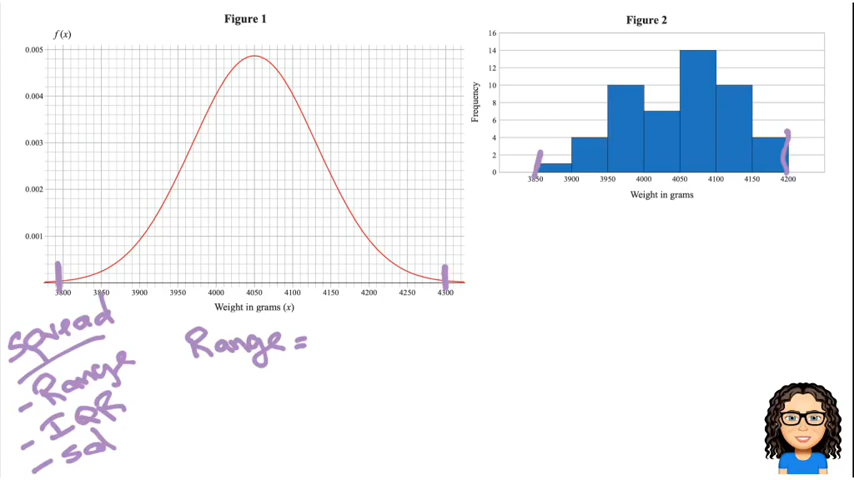 Figure 1
f(x)
0.005
0.004
0.003
0.002
0.001
3800 3850 3900 3950 4000 4050 4100 4150 4200 4250 4300
Weight in grams (x)
Figure 2
16
14
12
10
8
6
4
2
0
Frequency
3850 3900 3950 4000 4050 4100 4150 4200
Weight in grams
Spread
- Range
- IQR
- sd
Range =